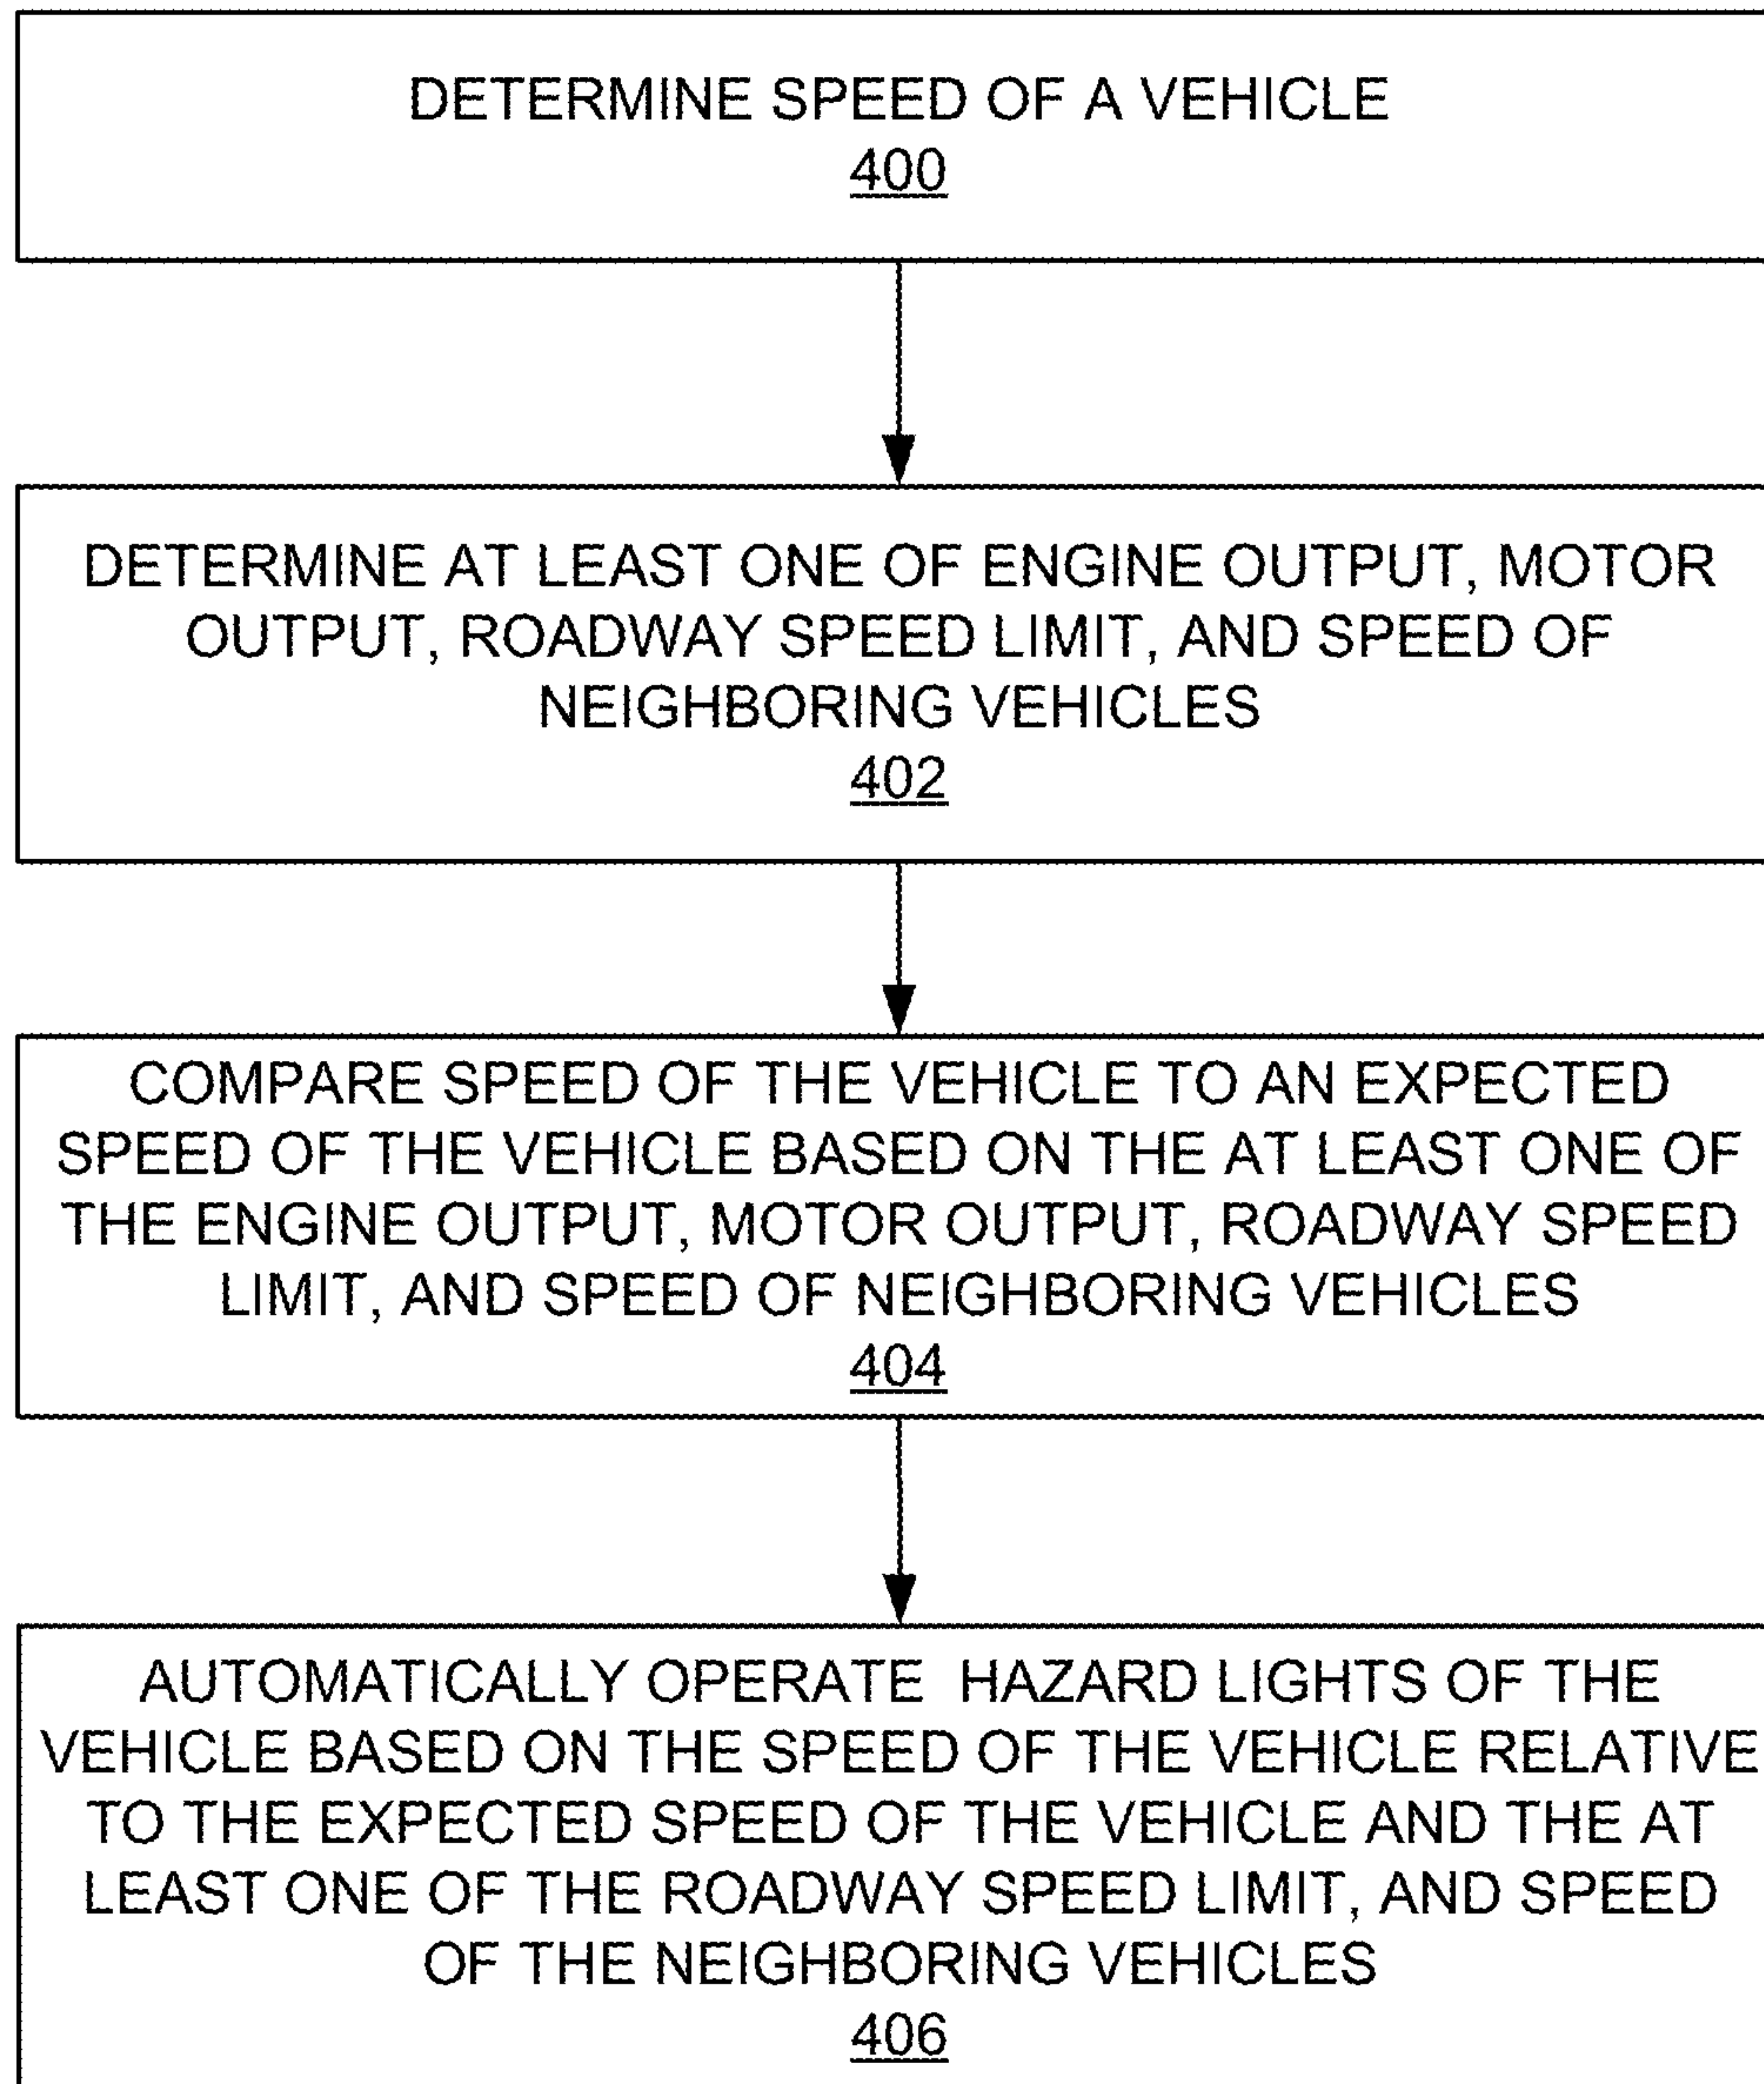 DETERMINE SPEED OF A VEHICLE
400
DETERMINE AT LEAST ONE OF ENGINE OUTPUT, MOTOR
OUTPUT, ROADWAY SPEED LIMIT, AND SPEED OF
NEIGHBORING VEHICLES
402
COMPARE SPEED OF THE VEHICLE TO AN EXPECTED
SPEED OF THE VEHICLE BASED ON THE AT LEAST ONE OF
THE ENGINE OUTPUT, MOTOR OUTPUT, ROADWAY SPEED
LIMIT, AND SPEED OF NEIGHBORING VEHICLES
404
AUTOMATICALLY OPERATE HAZARD LIGHTS OF THE
VEHICLE BASED ON THE SPEED OF THE VEHICLE RELATIVE
TO THE EXPECTED SPEED OF THE VEHICLE AND THE AT
LEAST ONE OF THE ROADWAY SPEED LIMIT, AND SPEED
OF THE NEIGHBORING VEHICLES
406